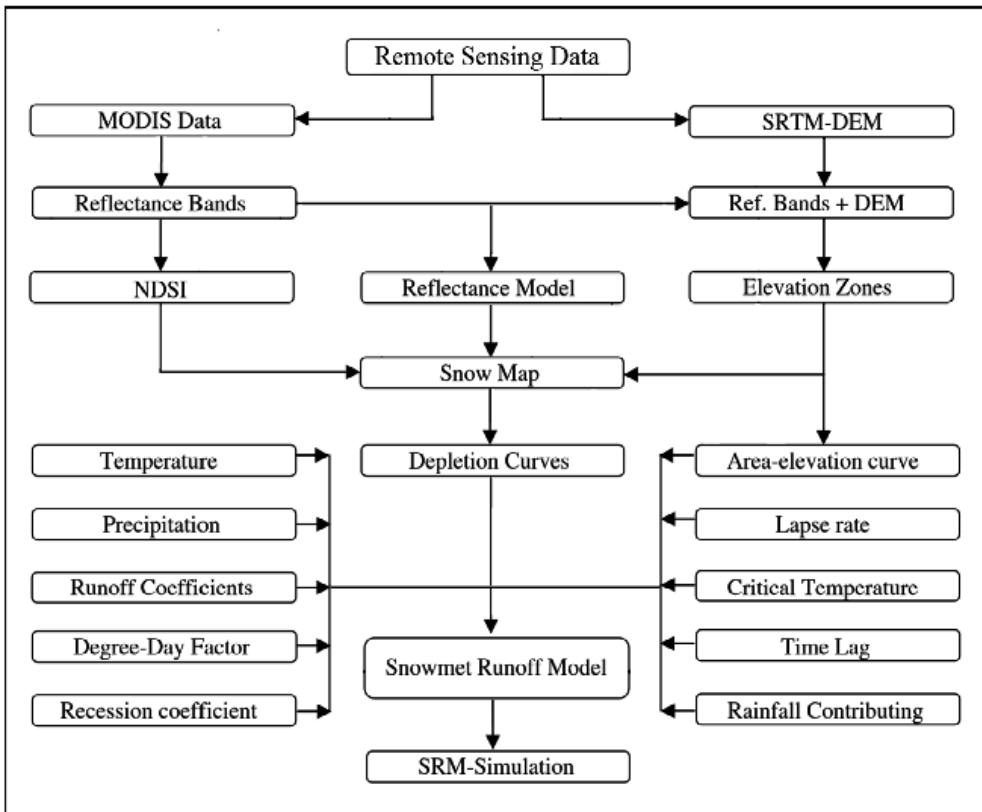 Remote Sensing Data
MODIS Data
SRTM-DEM
Reflectance Bands
Ref. Bands + DEM
NDSI
Reflectance Model
Elevation Zones
Snow Map
Temperature
Depletion Curves
Area-elevation curve
Precipitation
Lapse rate
Runoff Coefficients
Critical Temperature
Degree-Day Factor
Snowmet Runoff Model
Time Lag
Recession coefficient
Rainfall Contributing
SRM-Simulation